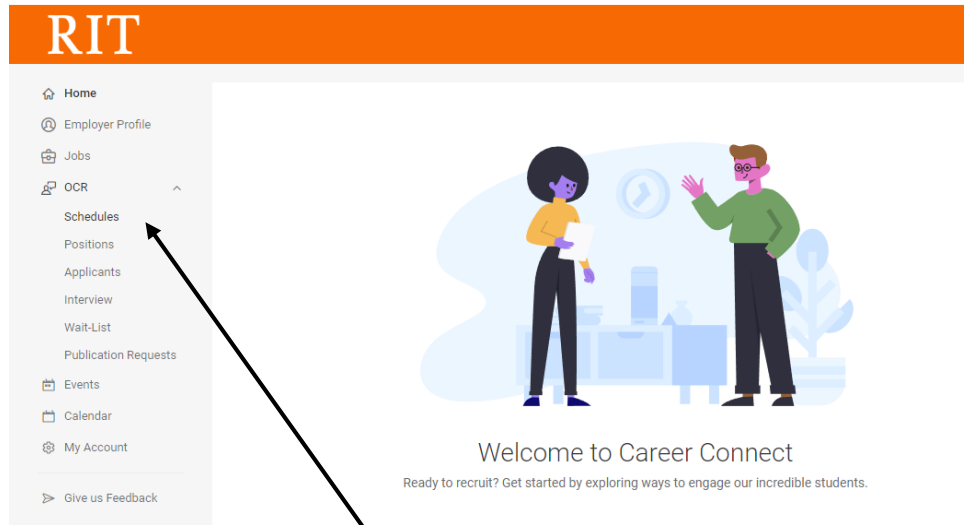 RIT
Home
Employer Profile
Jobs
OCR
Schedules
Positions
Applicants
Interview
Wait-List
Publication Requests
Events
Calendar
My Account
Give us Feedback
Welcome to Career Connect
Ready to recruit? Get started by exploring ways to engage our incredible students.